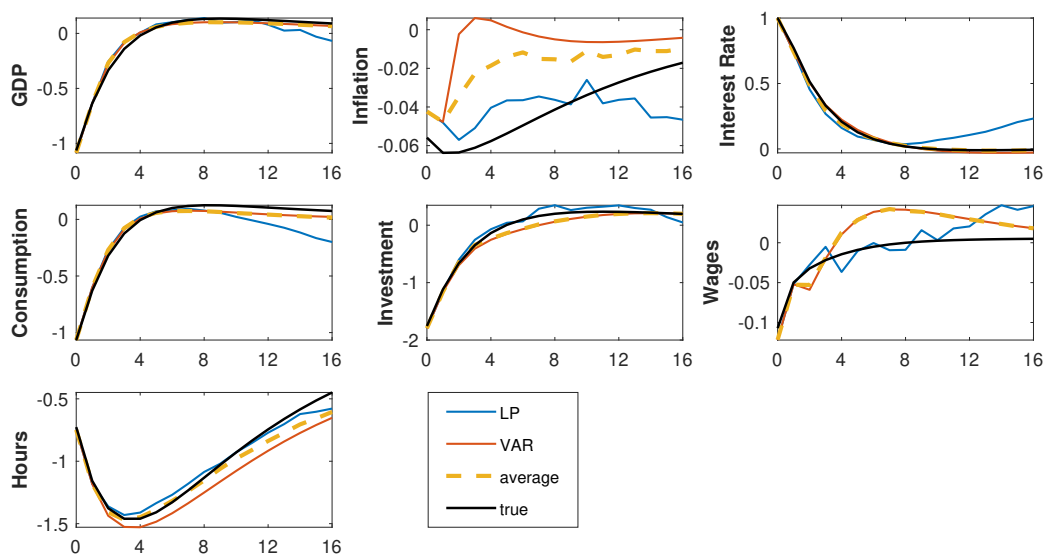 0
-0.5
-1
GDP
0 4 8 12 16
0
-0.02
-0.04
-0.06
Inflation
0 4 8 12 16
1
0.5
0
Interest Rate
0 4 8 12 16
0
-0.5
-1
Consumption
0 4 8 12 16
0
-1
-2
Investment
0 4 8 12 16
0
-0.05
-0.1
Wages
0 4 8 12 16
-0.5
-1
-1.5
Hours
0 4 8 12 16
LP
VAR
average
true